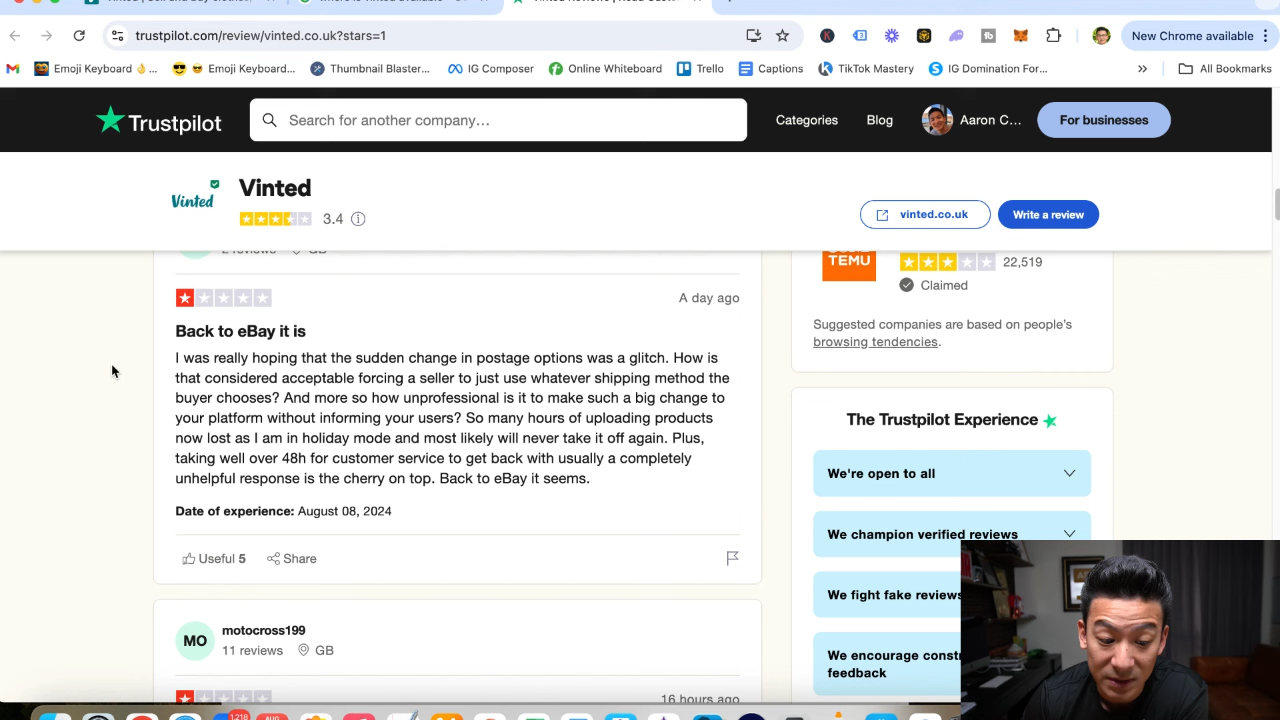 trustpilot.com/review/vinted.co.uk?stars=1
New Chrome available
Emoji Keyboard 👌 ...
Emoji Keyboard...
Thumbnail Blaster...
IG Composer
Online Whiteboard
Trello
Captions
TikTok Mastery
IG Domination For...
All Bookmarks
Trustpilot
Search for another company...
Categories
Blog
Aaron C...
For businesses
Vinted
Vinted
3.4
vinted.co.uk
Write a review
2 reviews
GB
A day ago
Back to eBay it is
I was really hoping that the sudden change in postage options was a glitch. How is
that considered acceptable forcing a seller to just use whatever shipping method the
buyer chooses? And more so how unprofessional is it to make such a big change to
your platform without informing your users? So many hours of uploading products
now lost as I am in holiday mode and most likely will never take it off again. Plus,
taking well over 48h for customer service to get back with usually a completely
unhelpful response is the cherry on top. Back to eBay it seems.
Date of experience: August 08, 2024
Useful 5
Share
MO
motocross199
11 reviews
GB
16 hours ago
TEMU
22,519
Claimed
Suggested companies are based on people's
browsing tendencies.
The Trustpilot Experience
We're open to all
We champion verified reviews
We fight fake reviews
We encourage
feedback
1,218
AUG